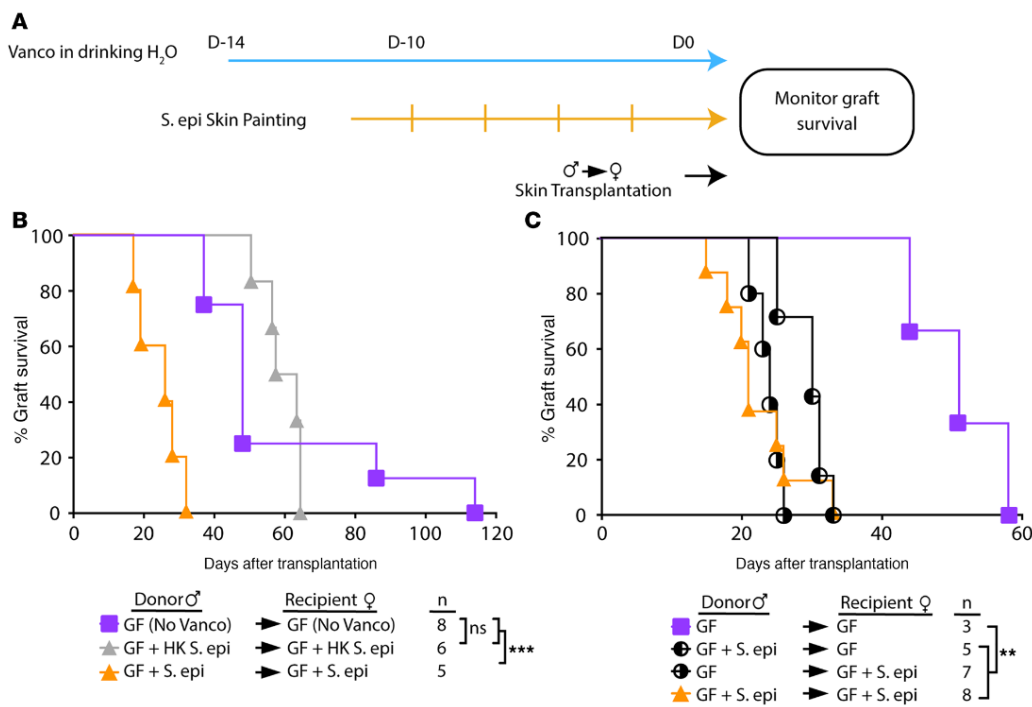 A
Vanco in drinking H2O
D-14
D-10
D0
S. epi Skin Painting
Monitor graft
survival
♂ → ♀
Skin Transplantation
B
100
80
60
40
20
0
% Graft survival
0 20 40 60 80 100 120
Days after transplantation
Donor♂ Recipient ♀ n
GF (No Vanco) → GF (No Vanco) 8
GF + HK S. epi → GF + HK S. epi 6
GF + S. epi → GF + S. epi 5
ns
***
C
100
80
60
40
20
0
% Graft survival
0 20 40 60
Days after transplantation
Donor♂ Recipient ♀ n
GF → GF 3
GF + S. epi → GF 5
GF → GF + S. epi 7
GF + S. epi → GF + S. epi 8
**